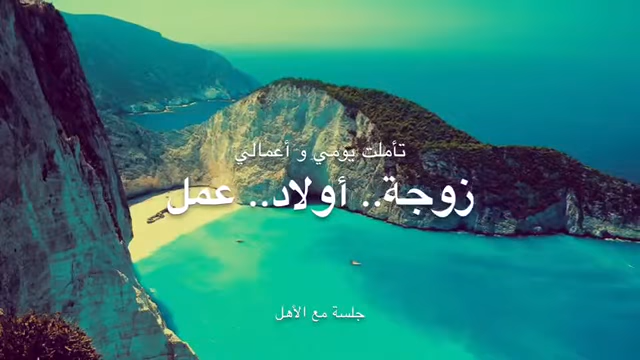 تأملت يومي و أعمالي
زوجة.. أولاد.. عمل
جلسة مع الأهل